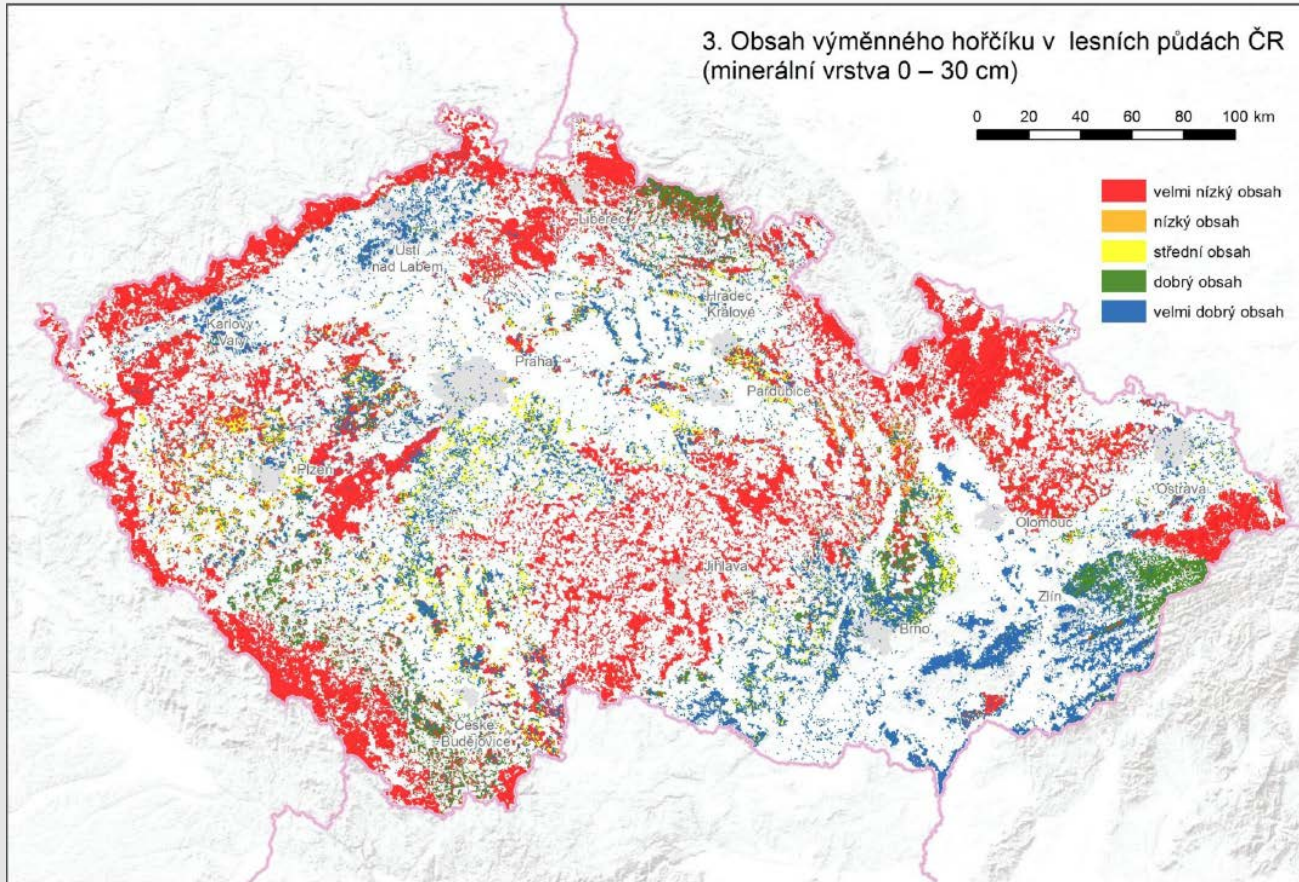 3. Obsah výměnného hořčíku v lesních půdách ČR
(minerální vrstva 0 – 30 cm)
0 20 40 60 80 100 km
velmi nízký obsah
nízký obsah
střední obsah
dobrý obsah
velmi dobrý obsah
Liberec
Ústí
nad Labem
Hradec
Králové
Karlovy
Vary
Praha
Pardubice
Plzeň
Ostrava
Olomouc
Jihlava
Zlín
Brno
České
Budějovice